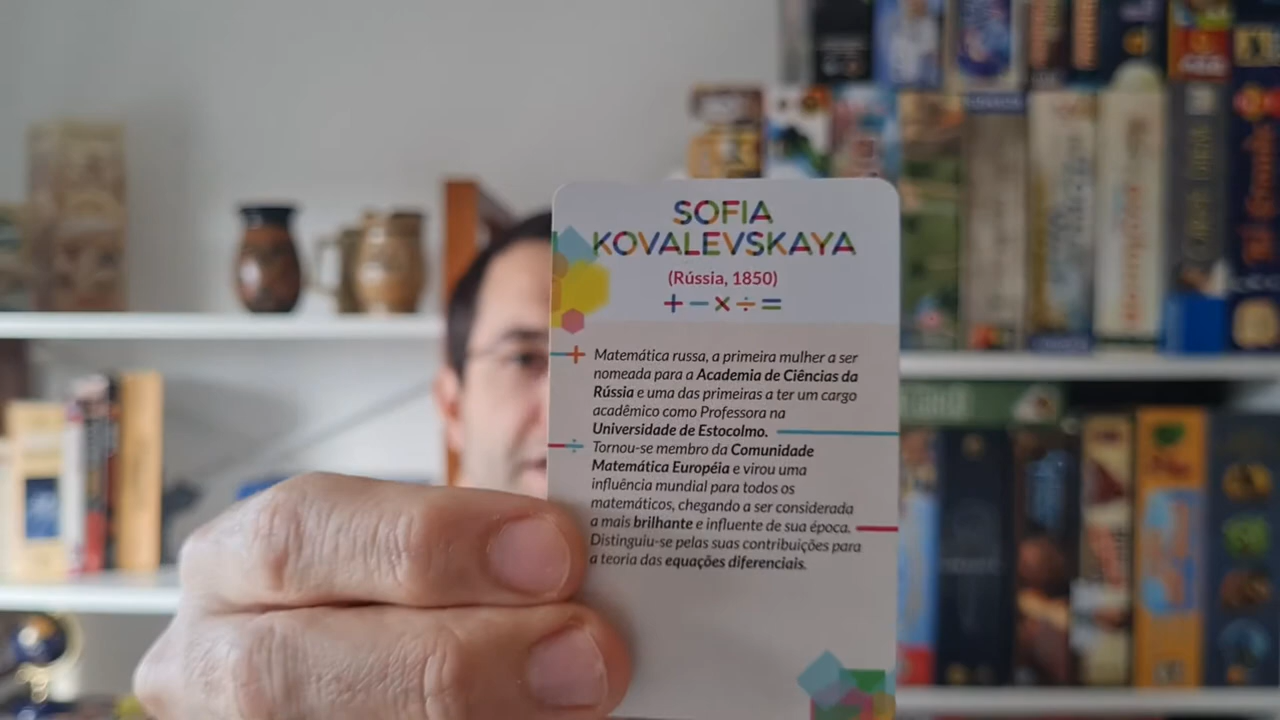 SOFIA
KOVALEVSKAYA
(Rússia, 1850)
+ − × ÷ =
Matemática russa, a primeira mulher a ser
nomeada para a Academia de Ciências da
Rússia e uma das primeiras a ter um cargo
acadêmico como Professora na
Universidade de Estocolmo.
Tornou-se membro da Comunidade
Matemática Européia e virou uma
influência mundial para todos os
matemáticos, chegando a ser considerada
a mais brilhante e influente de sua época.
Distinguiu-se pelas suas contribuições para
a teoria das equações diferenciais.